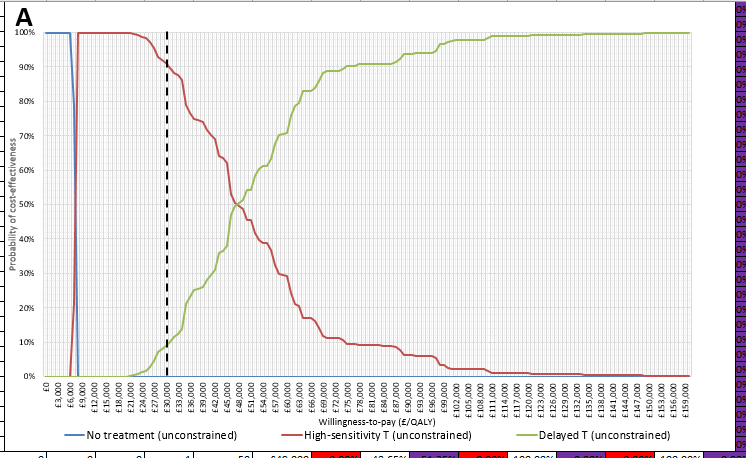 A
100%
90%
80%
70%
60%
50%
40%
30%
20%
10%
0%
Probability of cost-effectiveness
£0 £3,000 £6,000 £9,000 £12,000 £15,000 £18,000 £21,000 £24,000 £27,000 £30,000 £33,000 £36,000 £39,000 £42,000 £45,000 £48,000 £51,000 £54,000 £57,000 £60,000 £63,000 £66,000 £69,000 £72,000 £75,000 £78,000 £81,000 £84,000 £87,000 £90,000 £93,000 £96,000 £99,000 £102,000 £105,000 £108,000 £111,000 £114,000 £117,000 £120,000 £123,000 £126,000 £129,000 £132,000 £135,000 £138,000 £141,000 £144,000 £147,000 £150,000 £153,000 £156,000 £159,000
Willingness-to-pay (£/QALY)
No treatment (unconstrained) High-sensitivity T (unconstrained) Delayed T (unconstrained)